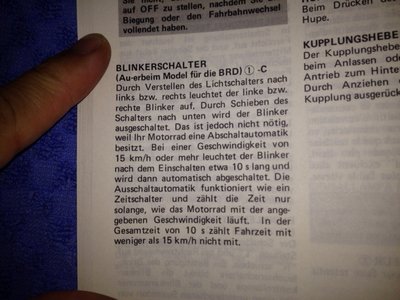 auf OFF zu stellen, nachdem Sie
Biegung oder den Fahrbahnwechsel
vollendet haben.
BLINKERSCHALTER
(Au-erbeim Model für die BRD) ① -C
Durch Verstellen des Lichtschalters nach
links bzw. rechts leuchtet der linke bzw.
rechte Blinker auf. Durch Schieben des
Schalters nach unten wird der Blinker
ausgeschaltet. Das ist jedoch nicht nötig,
weil Ihr Motorrad eine Abschaltautomatik
besitzt. Bei einer Geschwindigkeit von
15 km/h oder mehr leuchtet der Blinker
nach dem Einschalten etwa 10 s lang und
wird dann automatisch abgeschaltet. Die
Ausschaltautomatik funktioniert wie ein
Zeitschalter und zählt die Zeit nur
solange, wie das Motorrad mit der ange-
gebenen Geschwindigkeit läuft. In der
Gesamtzeit von 10 s zählt Fahrzeit mit
weniger als 15 km/h nicht mit.
Beim Drücken de
Hupe.
KUPPLUNGSHEBE
Der Kupplungsheb
beim Anlassen ode
Antrieb zum Hinte
Durch Anziehen d
Kupplung ausgerück